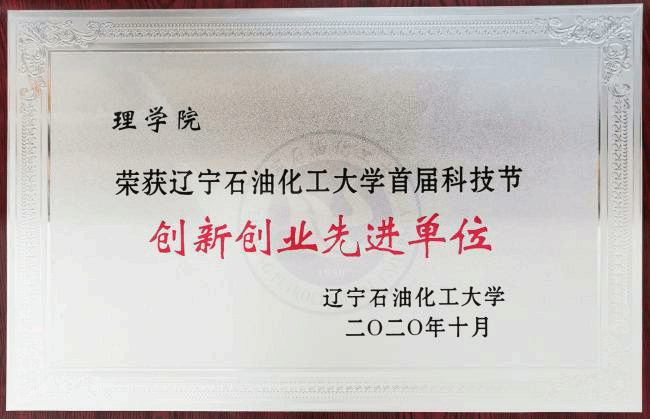 理学院
荣获辽宁石油化工大学首届科技节
创新创业先进单位
辽宁石油化工大学
二〇二〇年十月